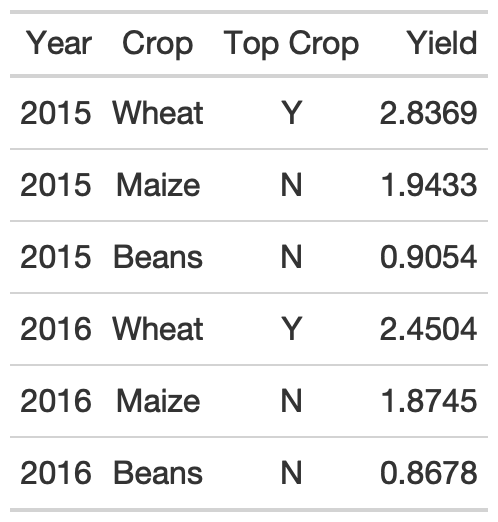 Year Crop Top Crop Yield
2015 Wheat Y 2.8369
2015 Maize N 1.9433
2015 Beans N 0.9054
2016 Wheat Y 2.4504
2016 Maize N 1.8745
2016 Beans N 0.8678